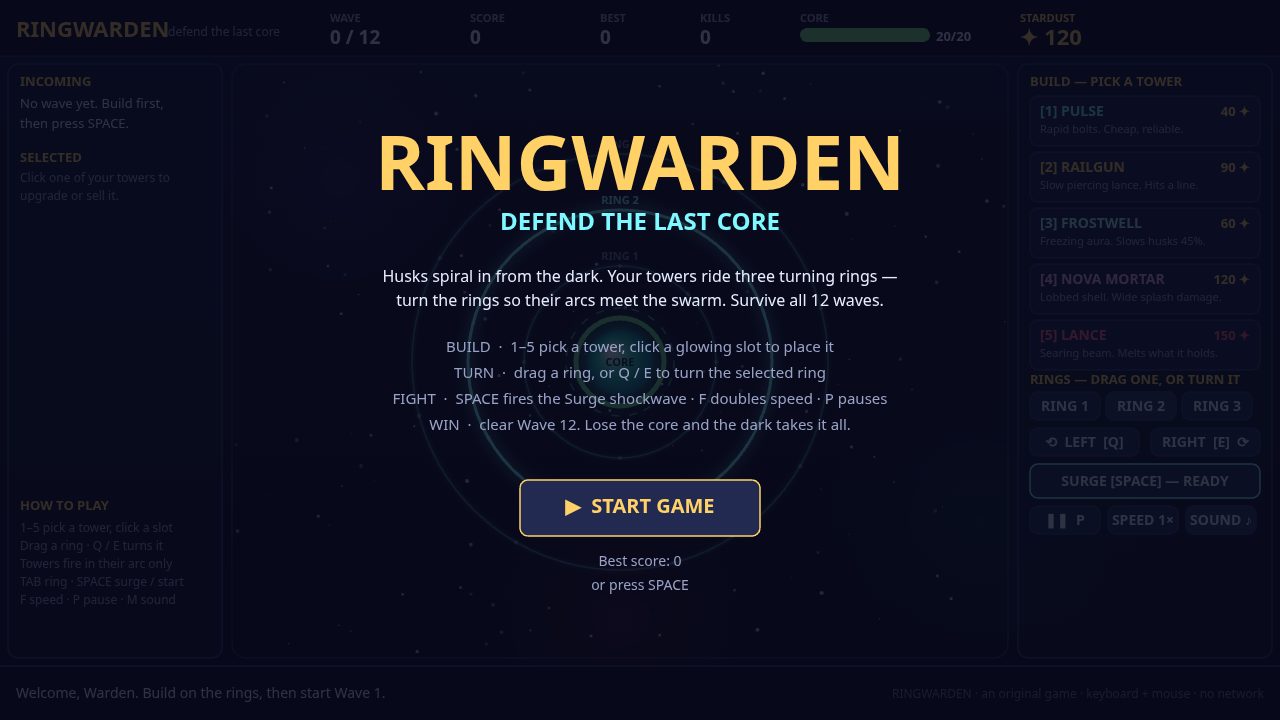 RINGWARDEN defend the last core
WAVE
0 / 12
SCORE
0
BEST
0
KILLS
0
CORE
20/20
STARDUST
✦ 120
INCOMING
No wave yet. Build first,
then press SPACE.
SELECTED
Click one of your towers to
upgrade or sell it.
HOW TO PLAY
1–5 pick a tower, click a slot
Drag a ring · Q / E turns it
Towers fire in their arc only
TAB ring · SPACE surge / start
F speed · P pause · M sound
RINGWARDEN
RING 2
DEFEND THE LAST CORE
RING 1
Husks spiral in from the dark. Your towers ride three turning rings —
turn the rings so their arcs meet the swarm. Survive all 12 waves.
BUILD · 1–5 pick a tower, click a glowing slot to place it
CORE
TURN · drag a ring, or Q / E to turn the selected ring
FIGHT · SPACE fires the Surge shockwave · F doubles speed · P pauses
WIN · clear Wave 12. Lose the core and the dark takes it all.
▶ START GAME
Best score: 0
or press SPACE
BUILD — PICK A TOWER
[1] PULSE 40 ✦
Rapid bolts. Cheap, reliable.
[2] RAILGUN 90 ✦
Slow piercing lance. Hits a line.
[3] FROSTWELL 60 ✦
Freezing aura. Slows husks 45%.
[4] NOVA MORTAR 120 ✦
Lobbed shell. Wide splash damage.
[5] LANCE 150 ✦
Searing beam. Melts what it holds.
RINGS — DRAG ONE, OR TURN IT
RING 1 RING 2 RING 3
⟲ LEFT [Q] RIGHT [E] ⟳
SURGE [SPACE] — READY
❚❚ P SPEED 1× SOUND ♪
Welcome, Warden. Build on the rings, then start Wave 1.
RINGWARDEN · an original game · keyboard + mouse · no network